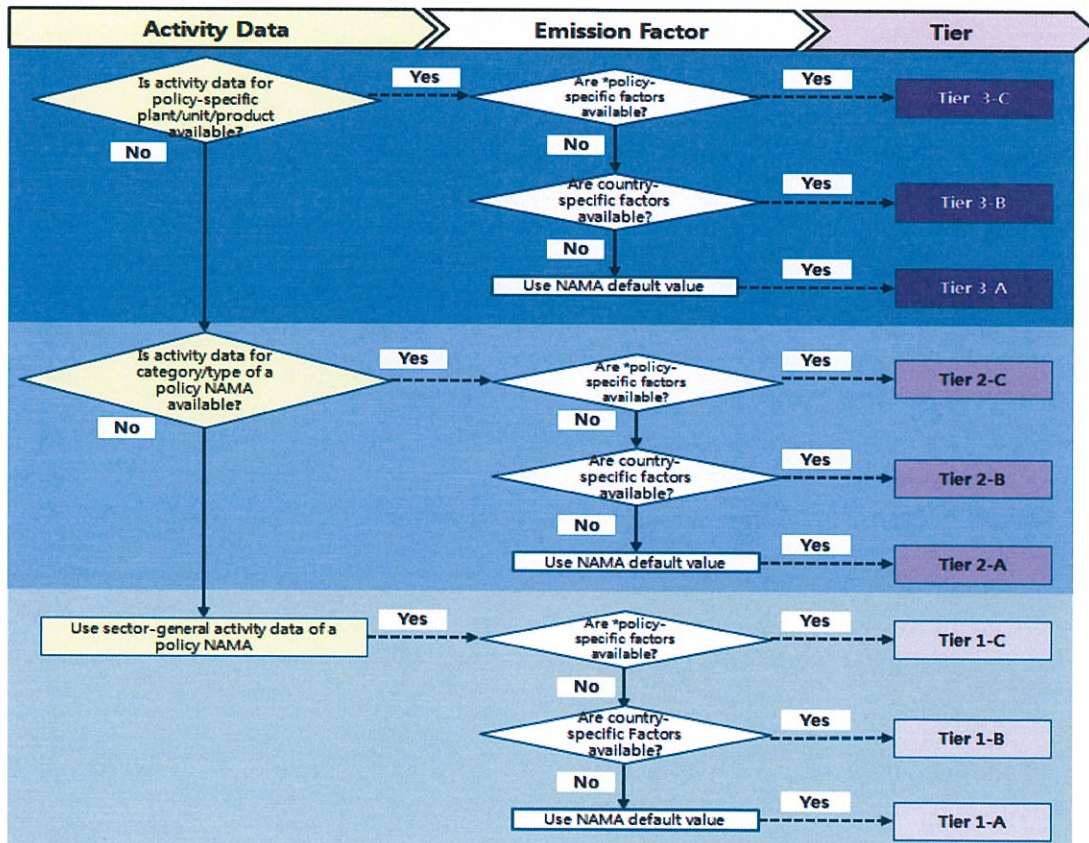 Activity Data
Emission Factor
Tier
Is activity data for
policy-specific
plant/unit/product
available?
Yes
Are *policy-
specific factors
available?
Yes
Tier 3-C
No
No
Are country-
specific factors
available?
Yes
Tier 3-B
No
Use NAMA default value
Yes
Tier 3-A
Is activity data for
category/type of a
policy NAMA
available?
Yes
Are *policy-
specific factors
available?
Yes
Tier 2-C
No
No
Are country-
specific factors
available?
Yes
Tier 2-B
No
Use NAMA default value
Yes
Tier 2-A
Use sector-general activity data of a
policy NAMA
Yes
Are *policy-
specific factors
available?
Yes
Tier 1-C
No
Are country-
specific Factors
available?
Yes
Tier 1-B
No
Use NAMA default value
Yes
Tier 1-A